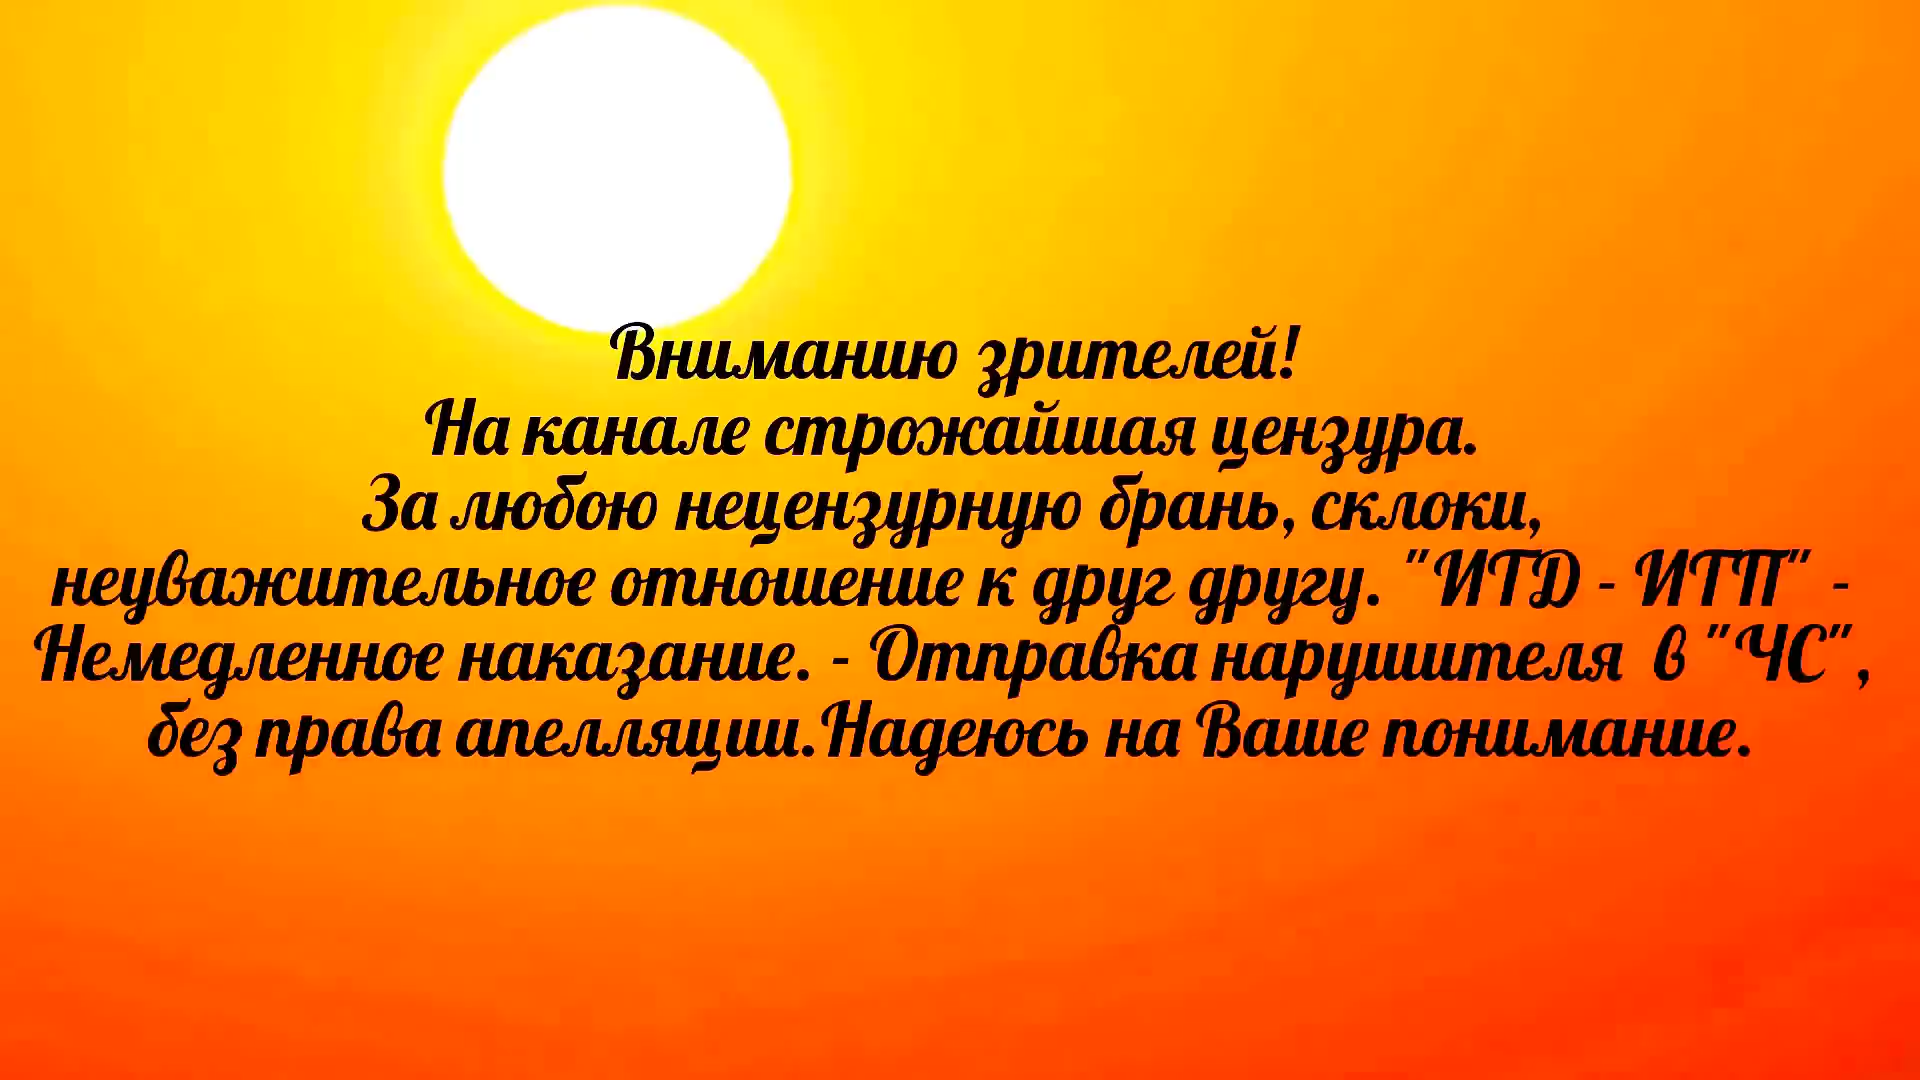 Вниманию зрителей!
На канале строжайшая цензура.
За любою нецензурную брань, склоки,
неуважительное отношение к друг другу. "ИТД - ИТП" -
Немедленное наказание. - Отправка нарушителя в "ЧС",
без права апелляции.Надеюсь на Ваше понимание.